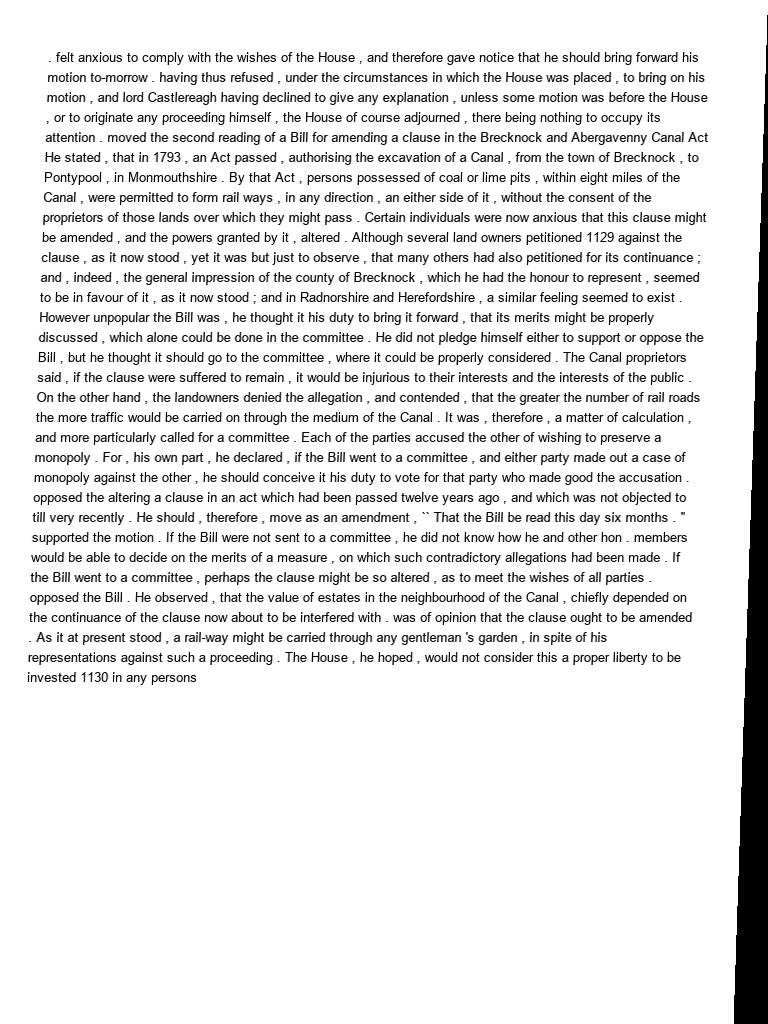 . felt anxious to comply with the wishes of the House , and therefore gave notice that he should bring forward his
motion to-morrow . having thus refused , under the circumstances in which the House was placed , to bring on his
motion , and lord Castlereagh having declined to give any explanation , unless some motion was before the House
, or to originate any proceeding himself , the House of course adjourned , there being nothing to occupy its
attention . moved the second reading of a Bill for amending a clause in the Brecknock and Abergavenny Canal Act
He stated , that in 1793 , an Act passed , authorising the excavation of a Canal , from the town of Brecknock , to
Pontypool , in Monmouthshire . By that Act , persons possessed of coal or lime pits , within eight miles of the
Canal , were permitted to form rail ways , in any direction , an either side of it , without the consent of the
proprietors of those lands over which they might pass . Certain individuals were now anxious that this clause might
be amended , and the powers granted by it , altered . Although several land owners petitioned 1129 against the
clause , as it now stood , yet it was but just to observe , that many others had also petitioned for its continuance ;
and , indeed , the general impression of the county of Brecknock , which he had the honour to represent , seemed
to be in favour of it , as it now stood ; and in Radnorshire and Herefordshire , a similar feeling seemed to exist .
However unpopular the Bill was , he thought it his duty to bring it forward , that its merits might be properly
discussed , which alone could be done in the committee . He did not pledge himself either to support or oppose the
Bill , but he thought it should go to the committee , where it could be properly considered . The Canal proprietors
said , if the clause were suffered to remain , it would be injurious to their interests and the interests of the public .
On the other hand , the landowners denied the allegation , and contended , that the greater the number of rail roads
the more traffic would be carried on through the medium of the Canal . It was , therefore , a matter of calculation ,
and more particularly called for a committee . Each of the parties accused the other of wishing to preserve a
monopoly . For , his own part , he declared , if the Bill went to a committee , and either party made out a case of
monopoly against the other , he should conceive it his duty to vote for that party who made good the accusation .
opposed the altering a clause in an act which had been passed twelve years ago , and which was not objected to
till very recently . He should , therefore , move as an amendment , `` That the Bill be read this day six months . "
supported the motion . If the Bill were not sent to a committee , he did not know how he and other hon . members
would be able to decide on the merits of a measure , on which such contradictory allegations had been made . If
the Bill went to a committee , perhaps the clause might be so altered , as to meet the wishes of all parties .
opposed the Bill . He observed , that the value of estates in the neighbourhood of the Canal , chiefly depended on
the continuance of the clause now about to be interfered with . was of opinion that the clause ought to be amended
. As it at present stood , a rail-way might be carried through any gentleman 's garden , in spite of his
representations against such a proceeding . The House , he hoped , would not consider this a proper liberty to be
invested 1130 in any persons